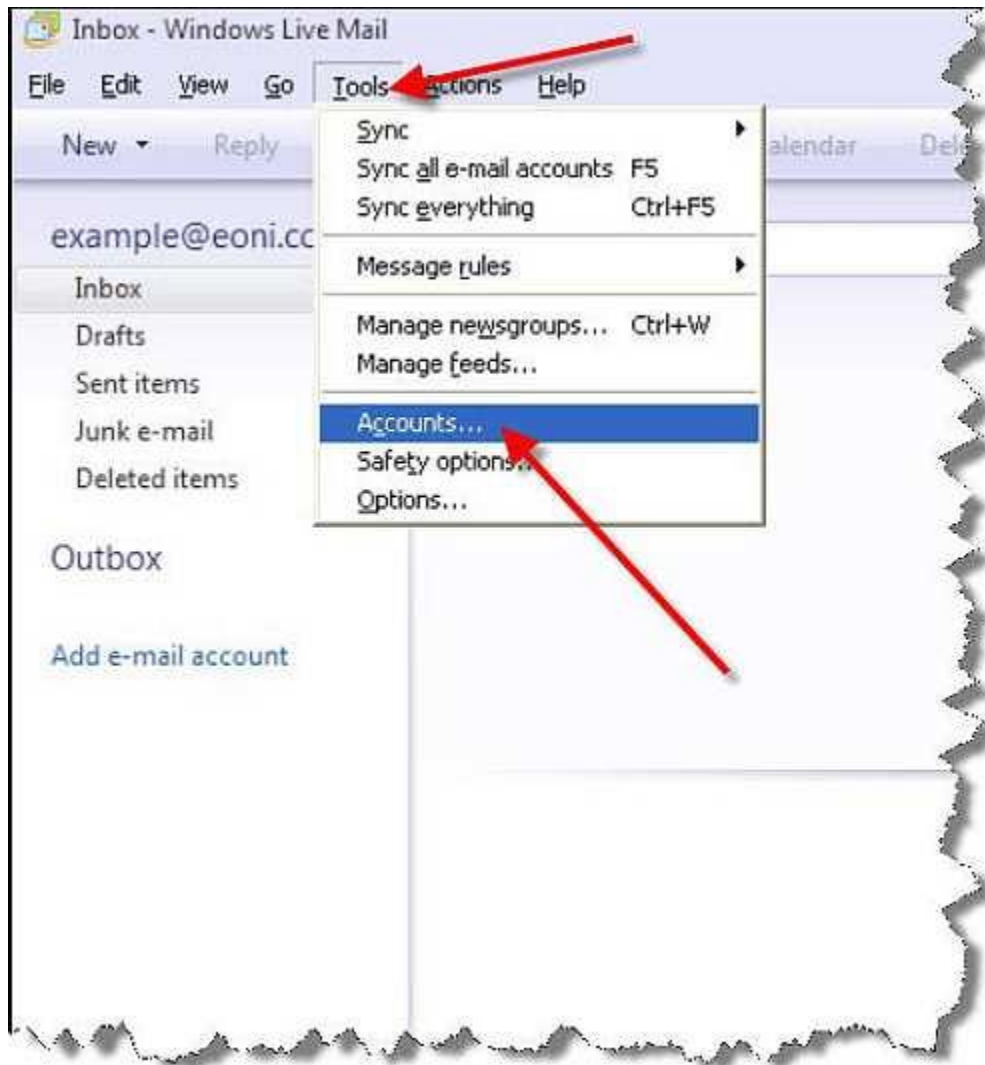 Inbox - Windows Live Mail
File Edit View Go Tools Actions Help
New Reply
Sync
Sync all e-mail accounts F5
Sync everything Ctrl+F5
Message rules
Manage newsgroups... Ctrl+W
Manage feeds...
Accounts...
Safety options...
Options...
example@eoni.cc
Inbox
Drafts
Sent items
Junk e-mail
Deleted items
Outbox
Add e-mail account